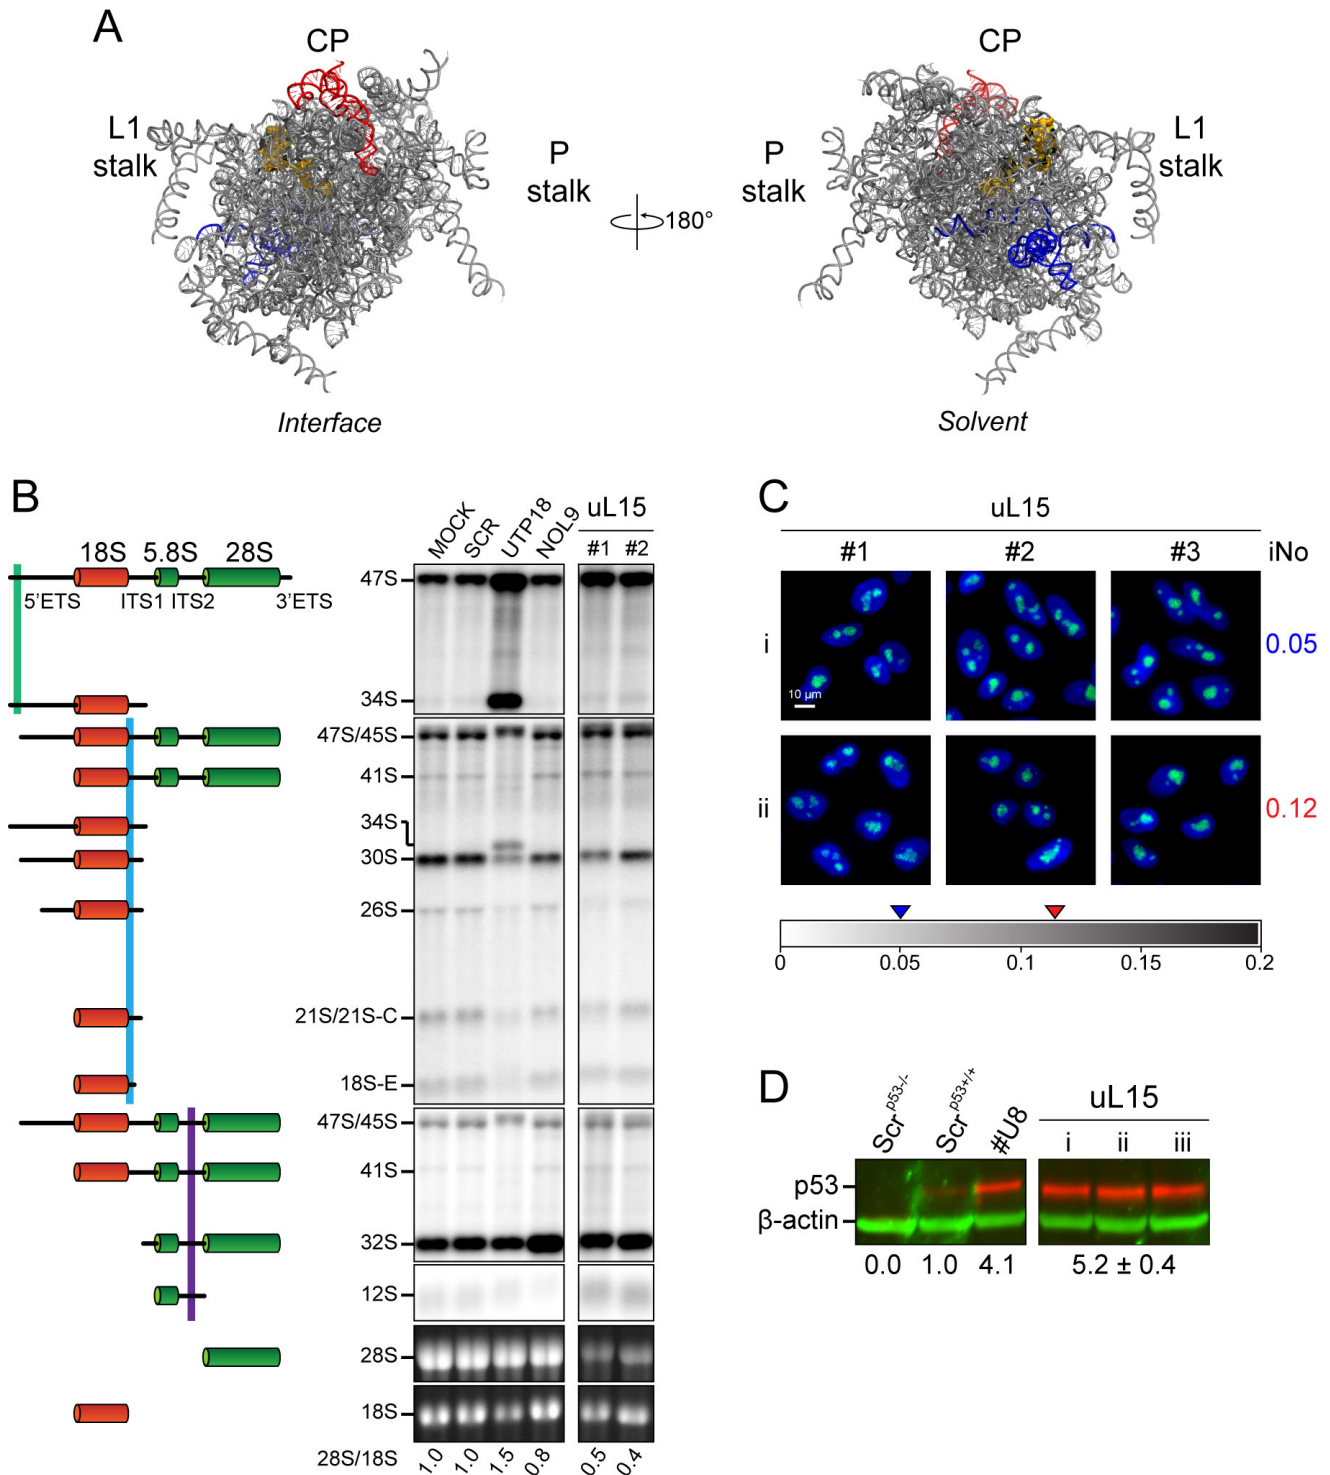 A
CP
L1 stalk
P stalk
180°
CP
P stalk
L1 stalk
Interface
Solvent
B
18S 5.8S 28S
5'ETS ITS1 ITS2 3'ETS
MOCK SCR UTP18 NOL9
uL15
#1 #2
47S
34S
47S/45S
41S
34S
30S
26S
21S/21S-C
18S-E
47S/45S
41S
32S
12S
28S
18S
28S/18S 1.0 1.0 1.5 0.8 0.5 0.4
C
uL15
#1 #2 #3 iNo
i 0.05
10 µm
ii 0.12
0 0.05 0.1 0.15 0.2
D
Scr p53-/- Scr p53+/+ #U8
uL15
i ii iii
p53
β-actin
0.0 1.0 4.1 5.2 ± 0.4